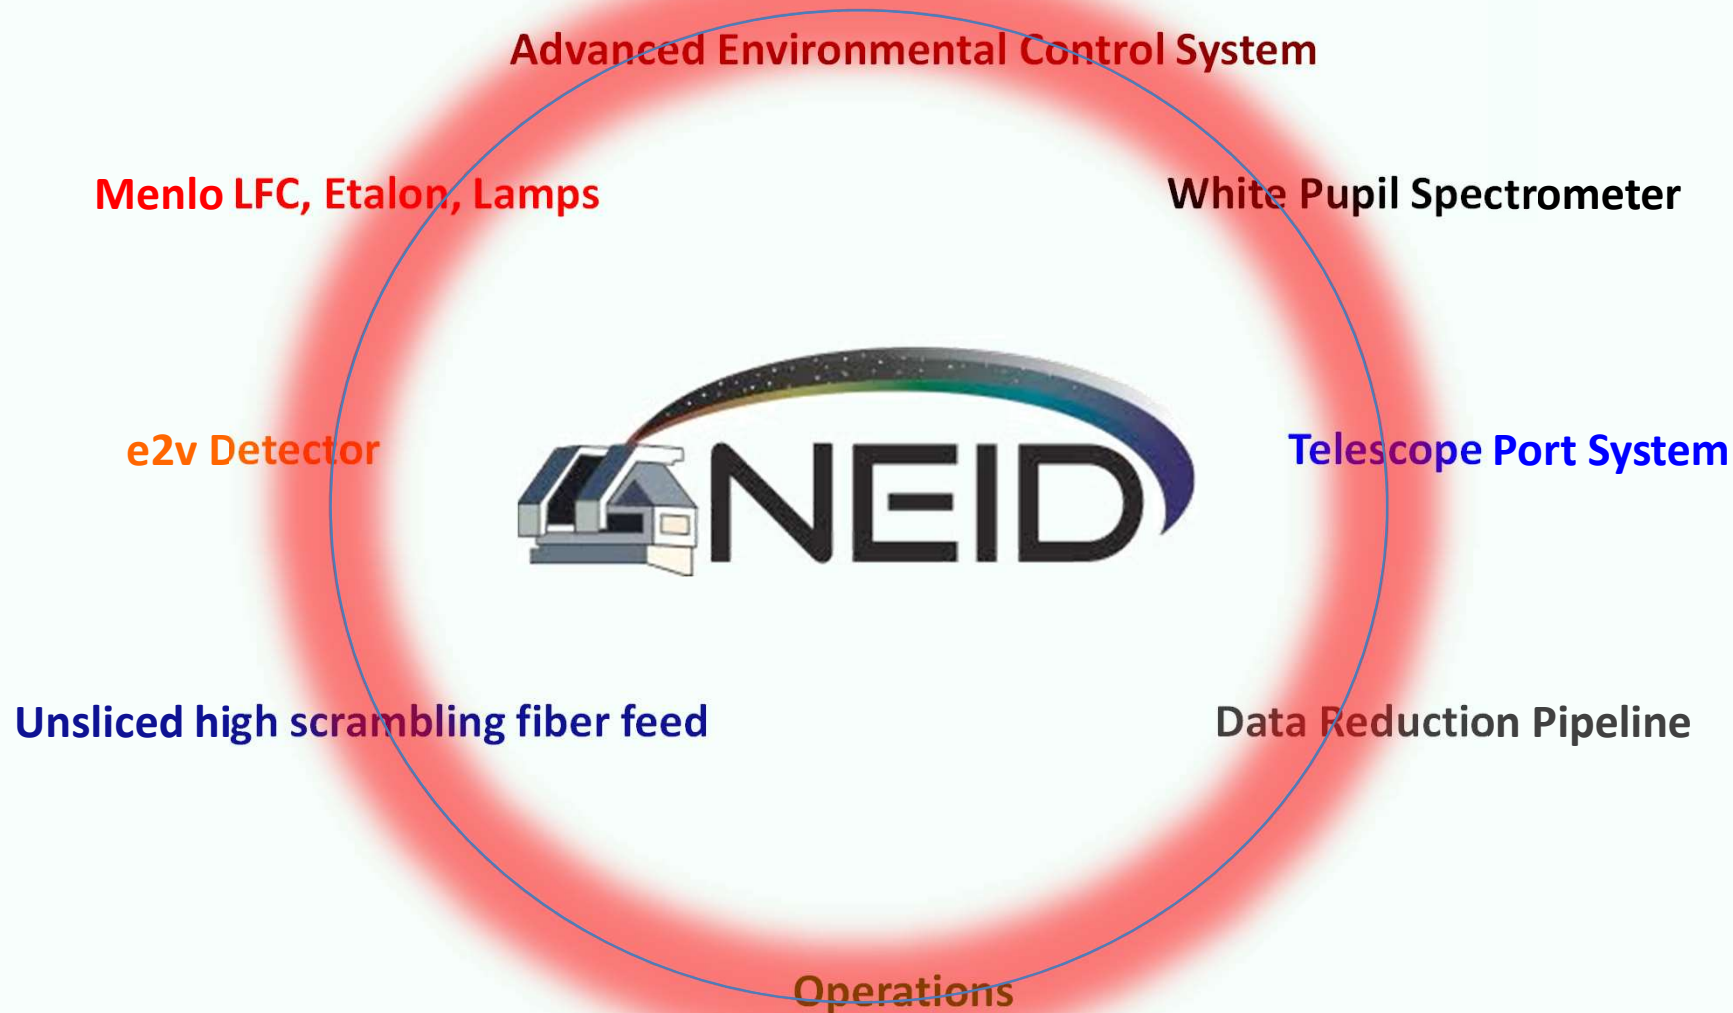 Advanced Environmental Control System
Menlo LFC, Etalon, Lamps
White Pupil Spectrometer
e2v Detector
NEID
Telescope Port System
Unsliced high scrambling fiber feed
Data Reduction Pipeline
Operations